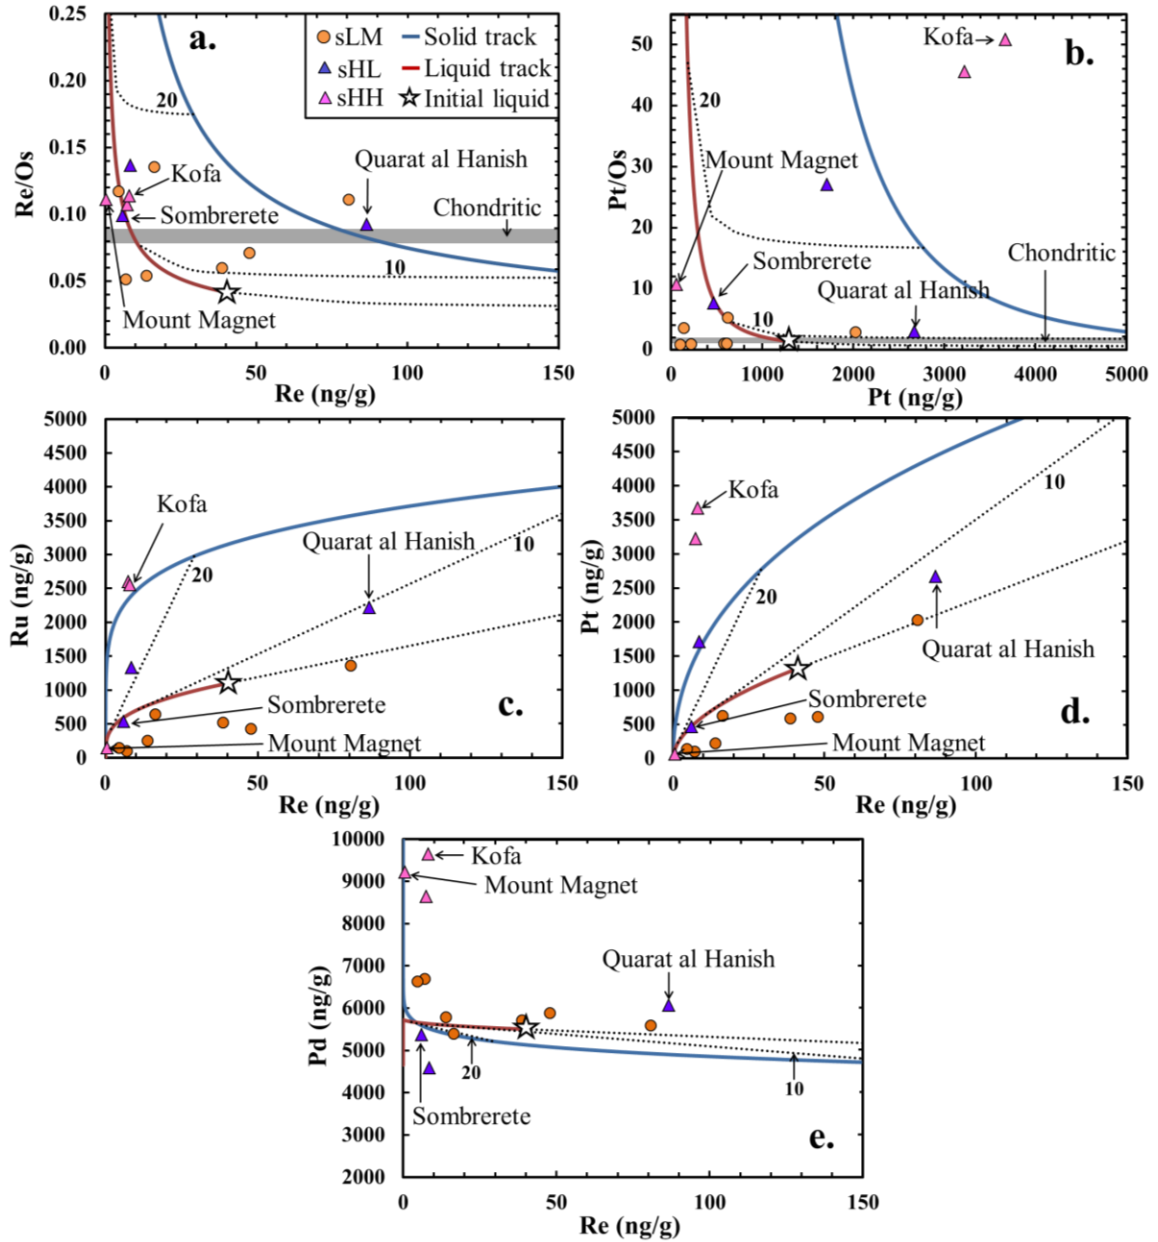 a.
sLM
sHL
sHH
Solid track
Liquid track
Initial liquid
0.25
0.20
0.15
0.10
0.05
0.00
Re/Os
20
Kofa
Quarat al Hanish
Sombrerete
Chondritic
10
Mount Magnet
0
50
100
150
Re (ng/g)
b.
50
40
30
20
10
0
Pt/Os
Kofa
20
Mount Magnet
Sombrerete
Chondritic
Quarat al Hanish
10
0
1000
2000
3000
4000
5000
Pt (ng/g)
5000
4500
4000
3500
3000
2500
2000
1500
1000
500
0
Ru (ng/g)
Kofa
Quarat al Hanish
10
20
Sombrerete
c.
Mount Magnet
0
50
100
150
Re (ng/g)
5000
4500
4000
3500
3000
2500
2000
1500
1000
500
0
Pt (ng/g)
Kofa
10
20
Quarat al Hanish
Sombrerete
d.
Mount Magnet
0
50
100
150
Re (ng/g)
10000
9000
8000
7000
6000
5000
4000
3000
2000
Pd (ng/g)
Kofa
Mount Magnet
Quarat al Hanish
20
10
Sombrerete
e.
0
50
100
150
Re (ng/g)